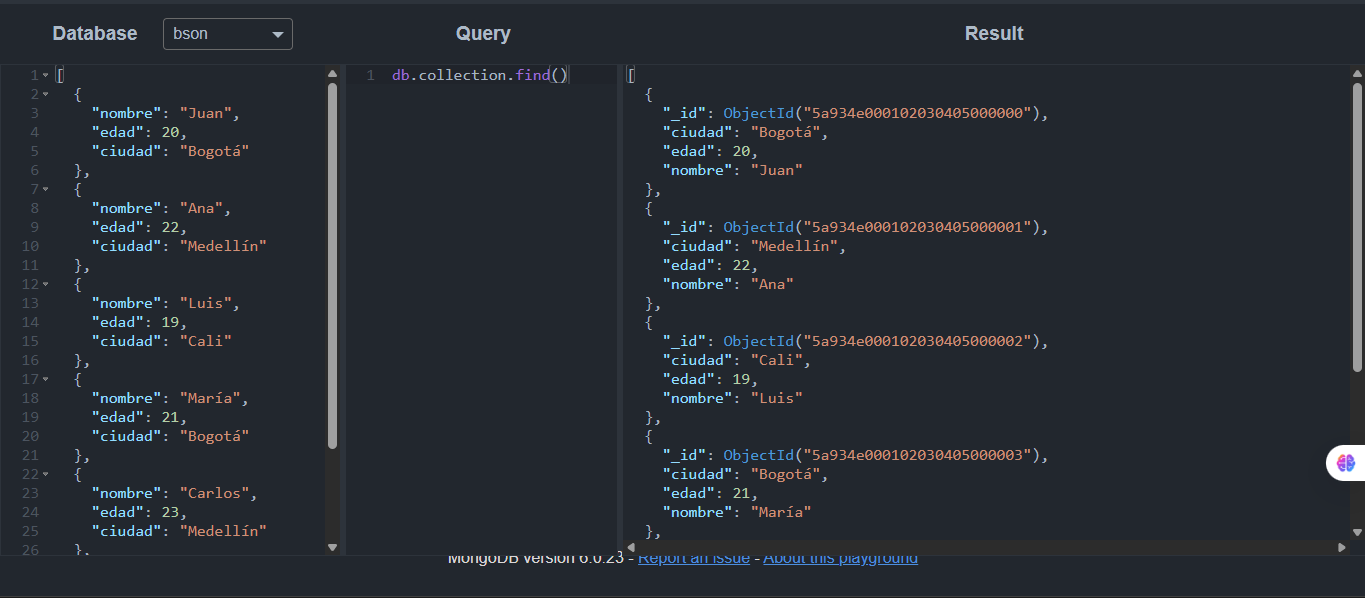 Database bson Query Result
1 [
2 {
3 "nombre": "Juan",
4 "edad": 20,
5 "ciudad": "Bogotá"
6 },
7 {
8 "nombre": "Ana",
9 "edad": 22,
10 "ciudad": "Medellín"
11 },
12 {
13 "nombre": "Luis",
14 "edad": 19,
15 "ciudad": "Cali"
16 },
17 {
18 "nombre": "María",
19 "edad": 21,
20 "ciudad": "Bogotá"
21 },
22 {
23 "nombre": "Carlos",
24 "edad": 23,
25 "ciudad": "Medellín"
26 },
1 db.collection.find()
[
{
"_id": ObjectId("5a934e000102030405000000"),
"ciudad": "Bogotá",
"edad": 20,
"nombre": "Juan"
},
{
"_id": ObjectId("5a934e000102030405000001"),
"ciudad": "Medellín",
"edad": 22,
"nombre": "Ana"
},
{
"_id": ObjectId("5a934e000102030405000002"),
"ciudad": "Cali",
"edad": 19,
"nombre": "Luis"
},
{
"_id": ObjectId("5a934e000102030405000003"),
"ciudad": "Bogotá",
"edad": 21,
"nombre": "María"
},
MongoDB version 6.0.23 - Report an issue - About this playground